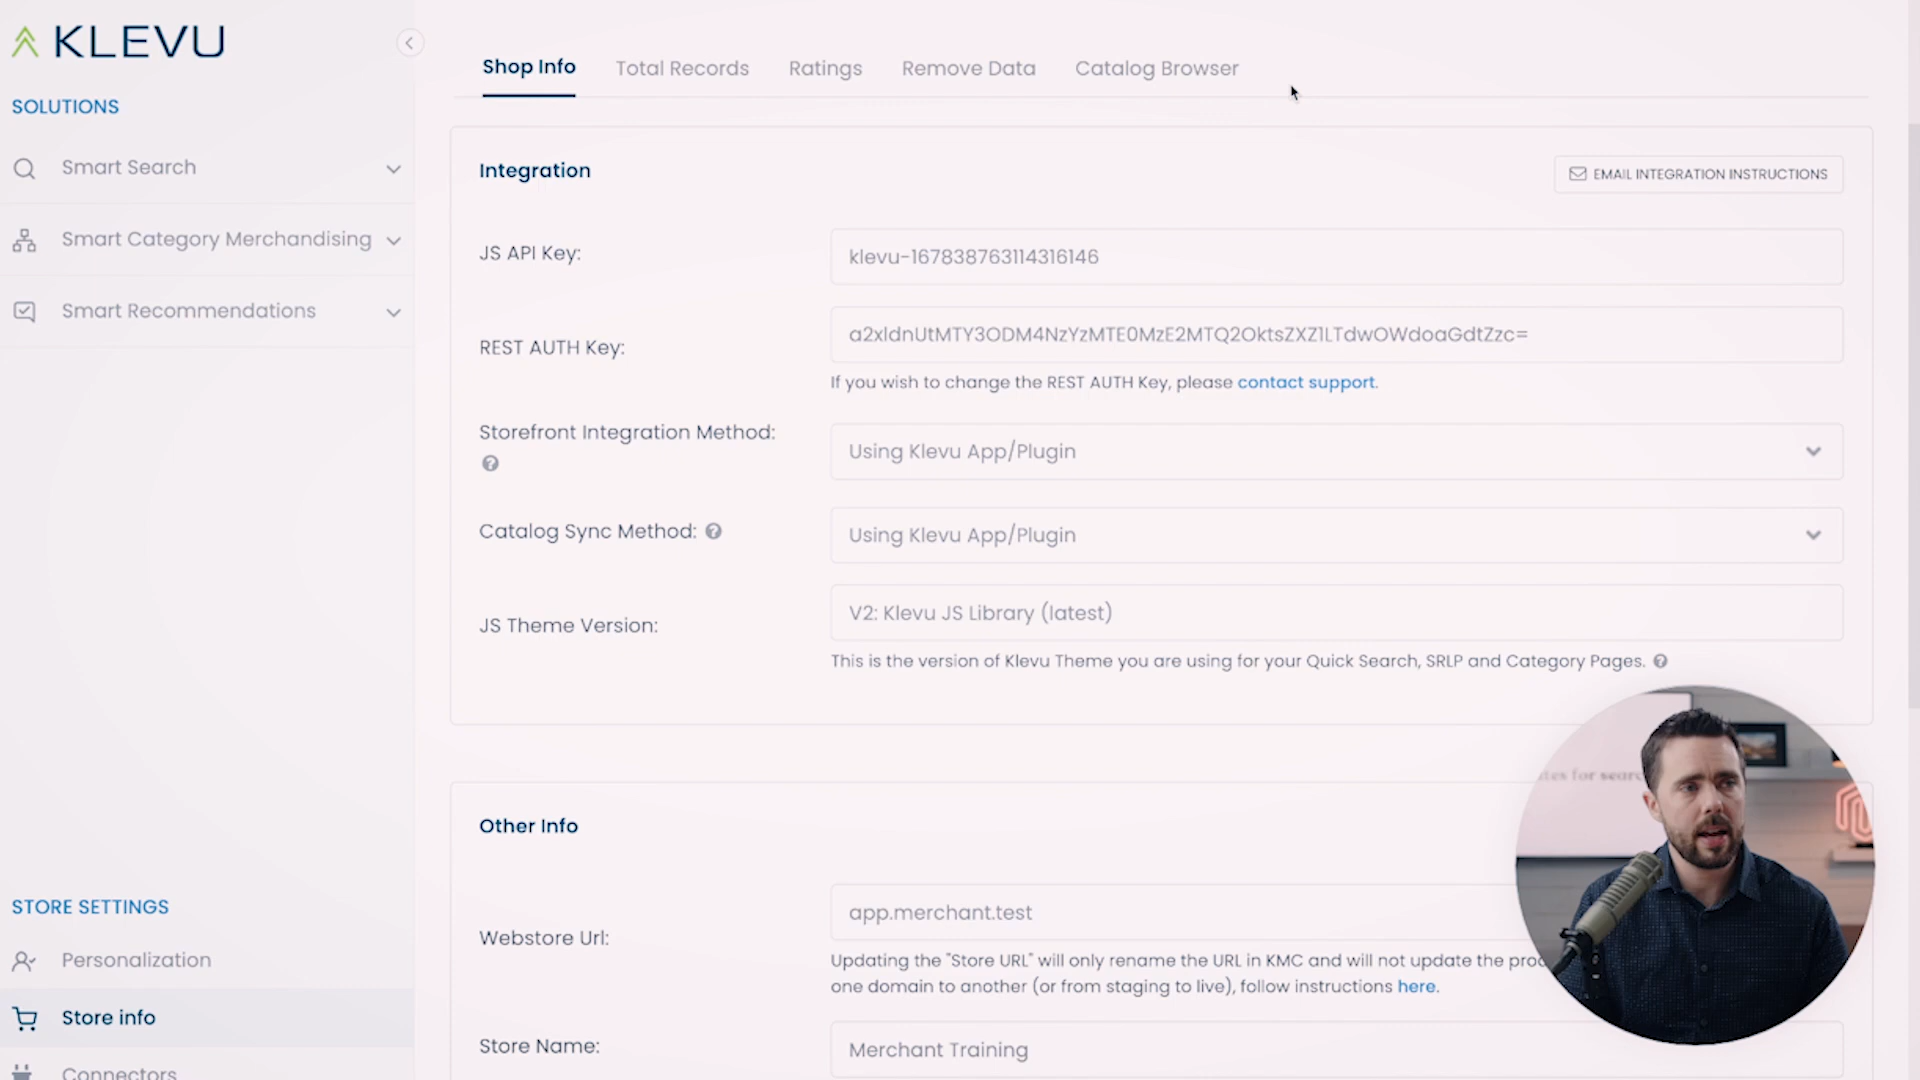 KLEVU
SOLUTIONS
Smart Search
Smart Category Merchandising
Smart Recommendations
STORE SETTINGS
Personalization
Store info
Connectors
Shop Info
Total Records
Ratings
Remove Data
Catalog Browser
Integration
EMAIL INTEGRATION INSTRUCTIONS
JS API Key:
klevu-167838763114316146
REST AUTH Key:
a2xldnUtMTY3ODM4NzYzMTE0MzE2MTQ2OktsZXZ1LTdwOWdoaGdtZzc=
If you wish to change the REST AUTH Key, please contact support.
Storefront Integration Method:
Using Klevu App/Plugin
Catalog Sync Method:
Using Klevu App/Plugin
JS Theme Version:
V2: Klevu JS Library (latest)
This is the version of Klevu Theme you are using for your Quick Search, SRLP and Category Pages.
Other Info
Webstore Url:
app.merchant.test
Updating the "Store URL" will only rename the URL in KMC and will not update the
one domain to another (or from staging to live), follow instructions here.
Store Name:
Merchant Training
for